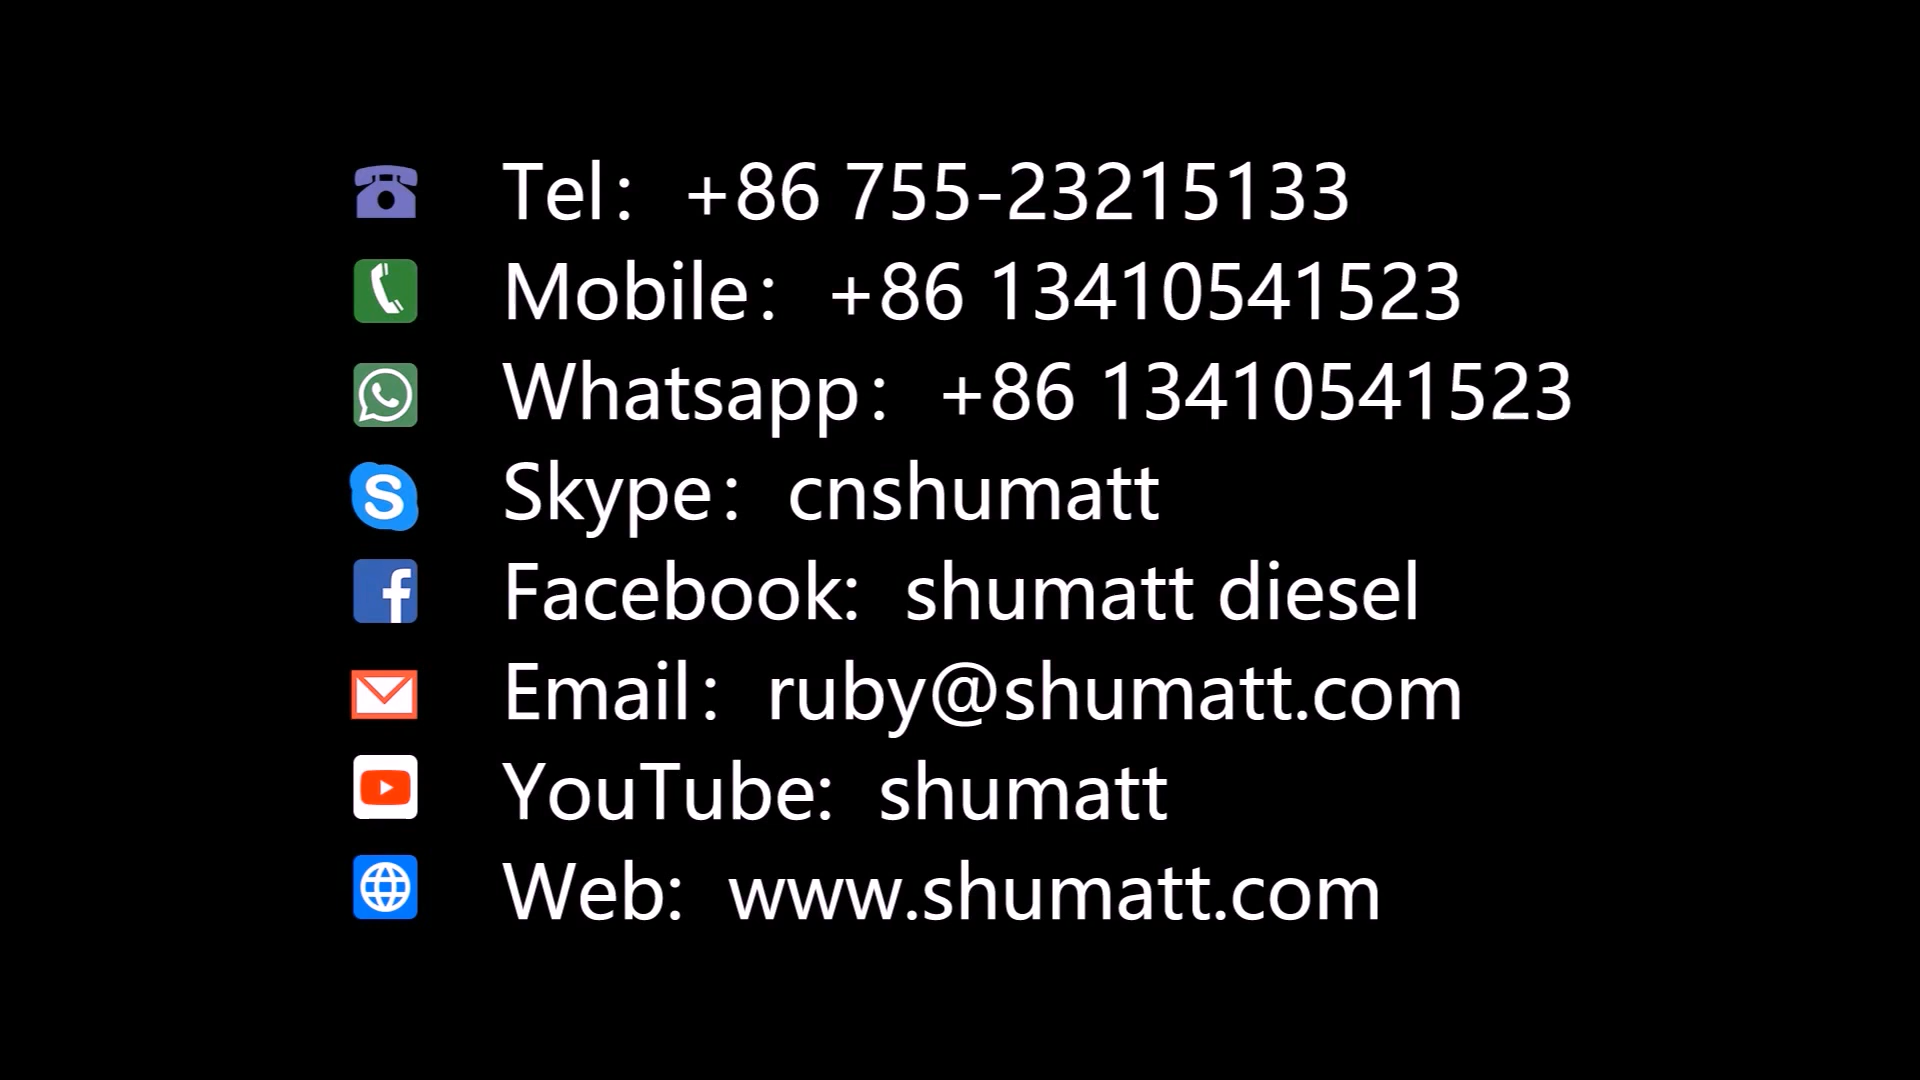 Tel：+86 755-23215133
Mobile：+86 13410541523
Whatsapp：+86 13410541523
Skype：cnshumatt
Facebook: shumatt diesel
Email：ruby@shumatt.com
YouTube: shumatt
Web: www.shumatt.com